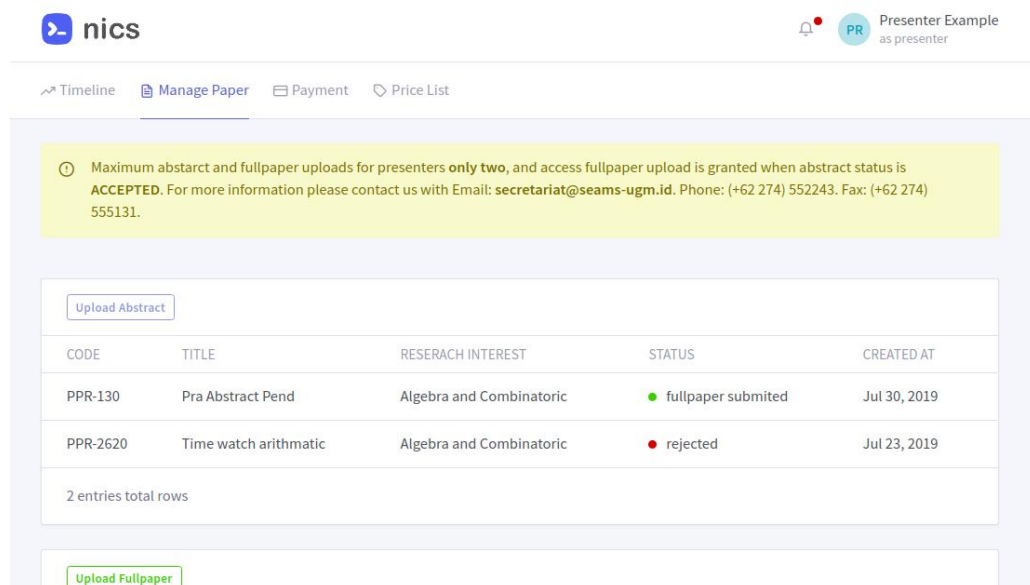 nics
Presenter Example
PR
as presenter
Timeline Manage Paper Payment Price List
Maximum abstarct and fullpaper uploads for presenters only two, and access fullpaper upload is granted when abstract status is
ACCEPTED. For more information please contact us with Email: secretariat@seams-ugm.id. Phone: (+62 274) 552243. Fax: (+62 274)
555131.
Upload Abstract
CODE TITLE RESERACH INTEREST STATUS CREATED AT
PPR-130 Pra Abstract Pend Algebra and Combinatoric fullpaper submited Jul 30, 2019
PPR-2620 Time watch arithmatic Algebra and Combinatoric rejected Jul 23, 2019
2 entries total rows
Upload Fullpaper